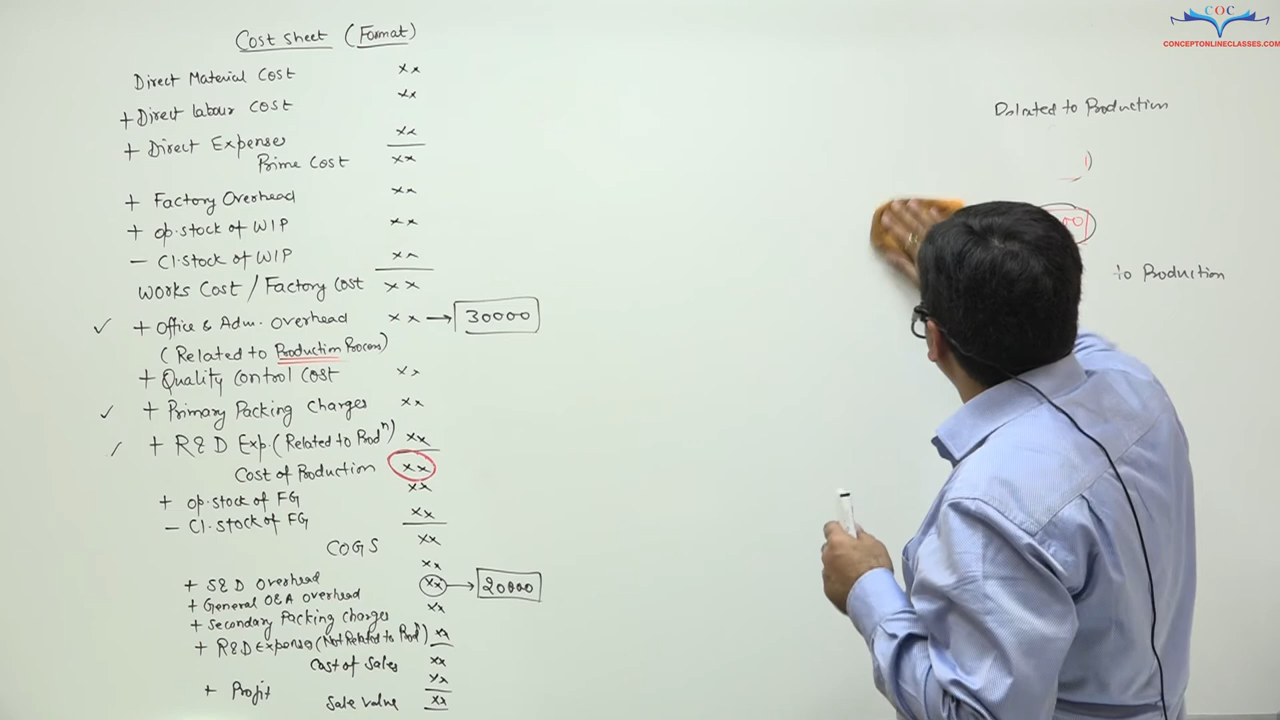 COC
CONCEPTONLINECLASSES.COM
Cost Sheet (Format)
Direct Material Cost xx
+ Direct labour cost xx
+ Direct Expenses xx
Prime Cost xx
+ Factory Overhead xx
+ op.stock of WIP xx
- Cl.stock of WIP xx
Works Cost / Factory cost xx
✓ + Office & Adm. overhead xx → 30000
(Related to Production Process)
+ Quality control cost xx
✓ + Primary Packing Charges xx
+ R&D Exp. (Related to Prodⁿ) xx
Cost of Production xx
+ op.stock of FG xx
- Cl.stock of FG xx
COGS xx
+ S&D overhead xx
+ General O&A overhead xx → 20000
+ Secondary Packing charges xx
+ R&D Expenses (Not Related to Prodⁿ) xx
Cost of Sales xx
+ Profit xx
Sale value xx
Related to Production
to Production